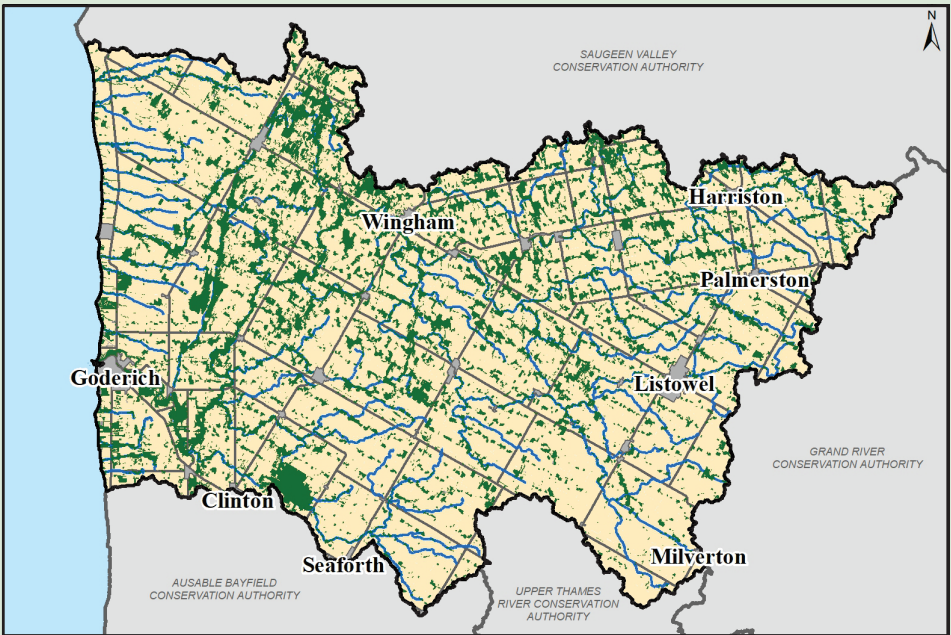 N
SAUGEEN VALLEY
CONSERVATION AUTHORITY
Harriston
Wingham
Palmerston
Goderich
Listowel
GRAND RIVER
CONSERVATION AUTHORITY
Clinton
Milverton
Seaforth
AUSABLE BAYFIELD
CONSERVATION AUTHORITY
UPPER THAMES
RIVER CONSERVATION
AUTHORITY